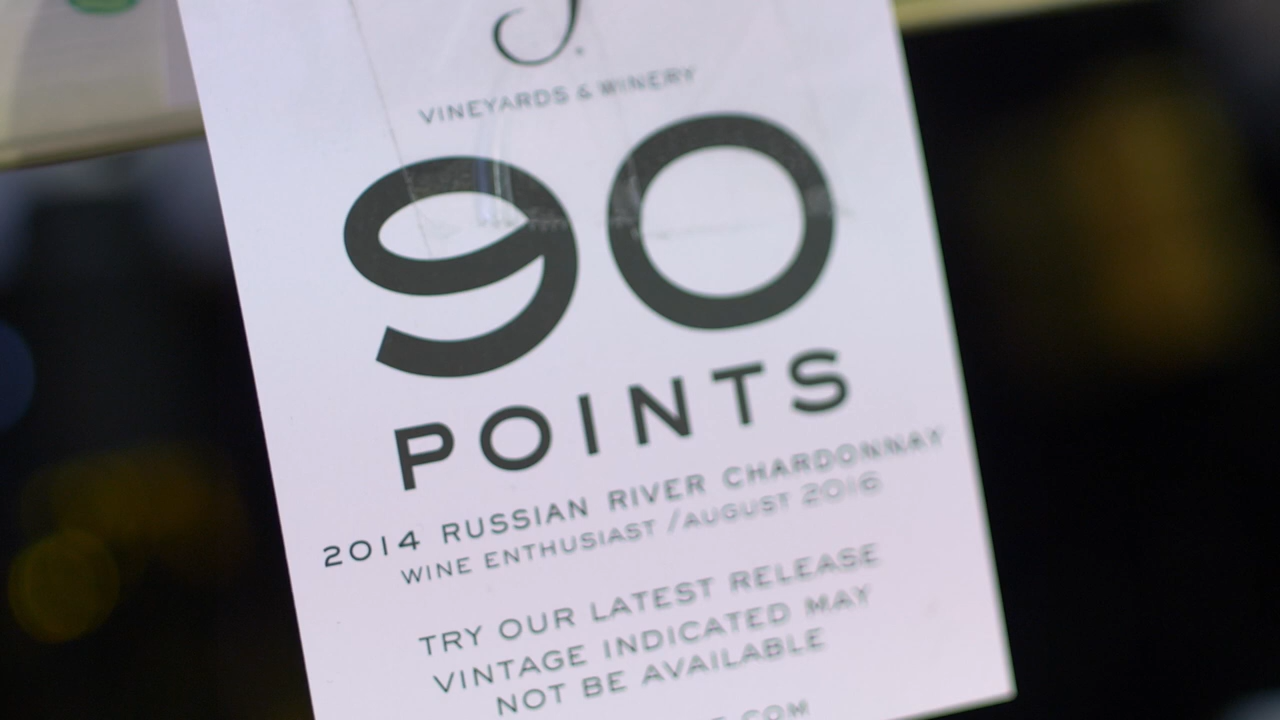 J.
VINEYARDS & WINERY
90
POINTS
2014 RUSSIAN RIVER CHARDONNAY
WINE ENTHUSIAST /AUGUST 2016
TRY OUR LATEST RELEASE
VINTAGE INDICATED MAY
NOT BE AVAILABLE
.COM